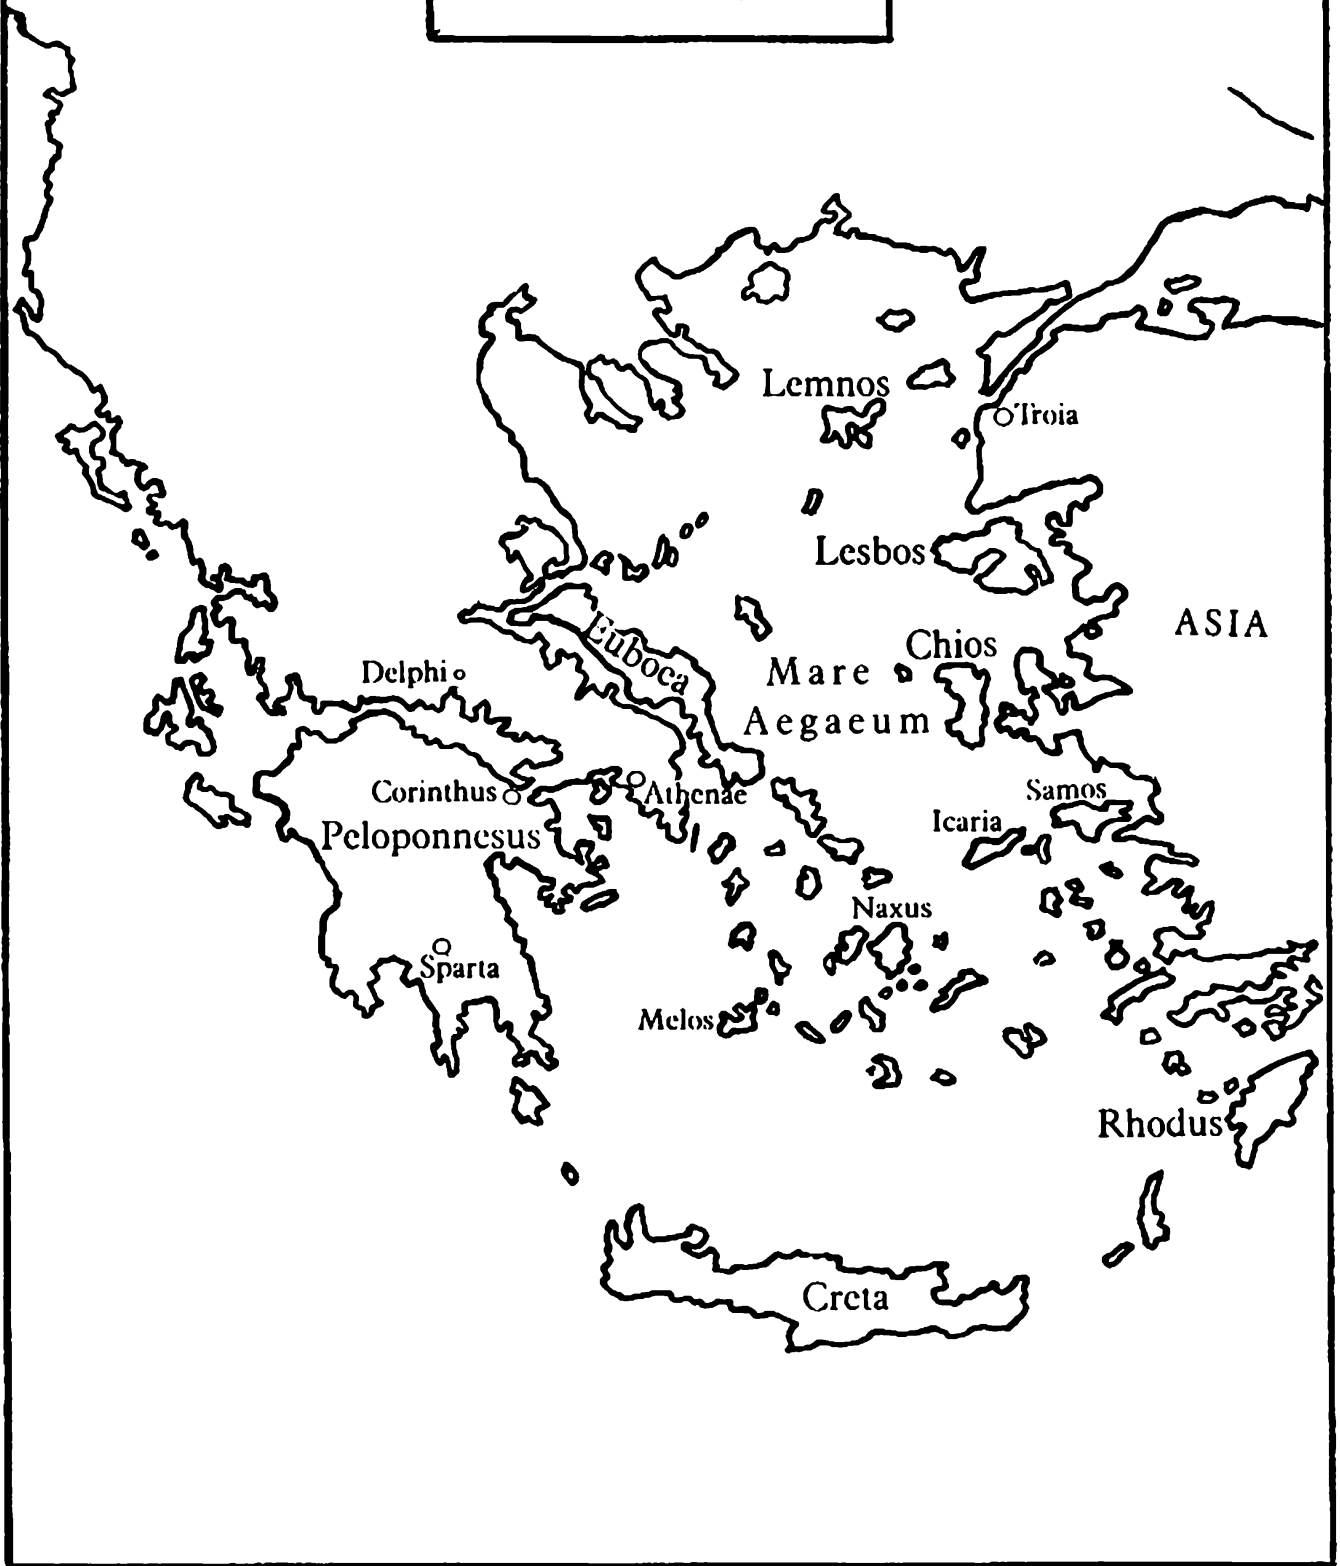 Lemnos
Troia
Lesbos
ASIA
Euboea
Chios
Delphi
Mare
Aegaeum
Corinthus
Athenae
Samos
Icaria
Peloponnesus
Naxus
Sparta
Melos
Rhodus
Creta